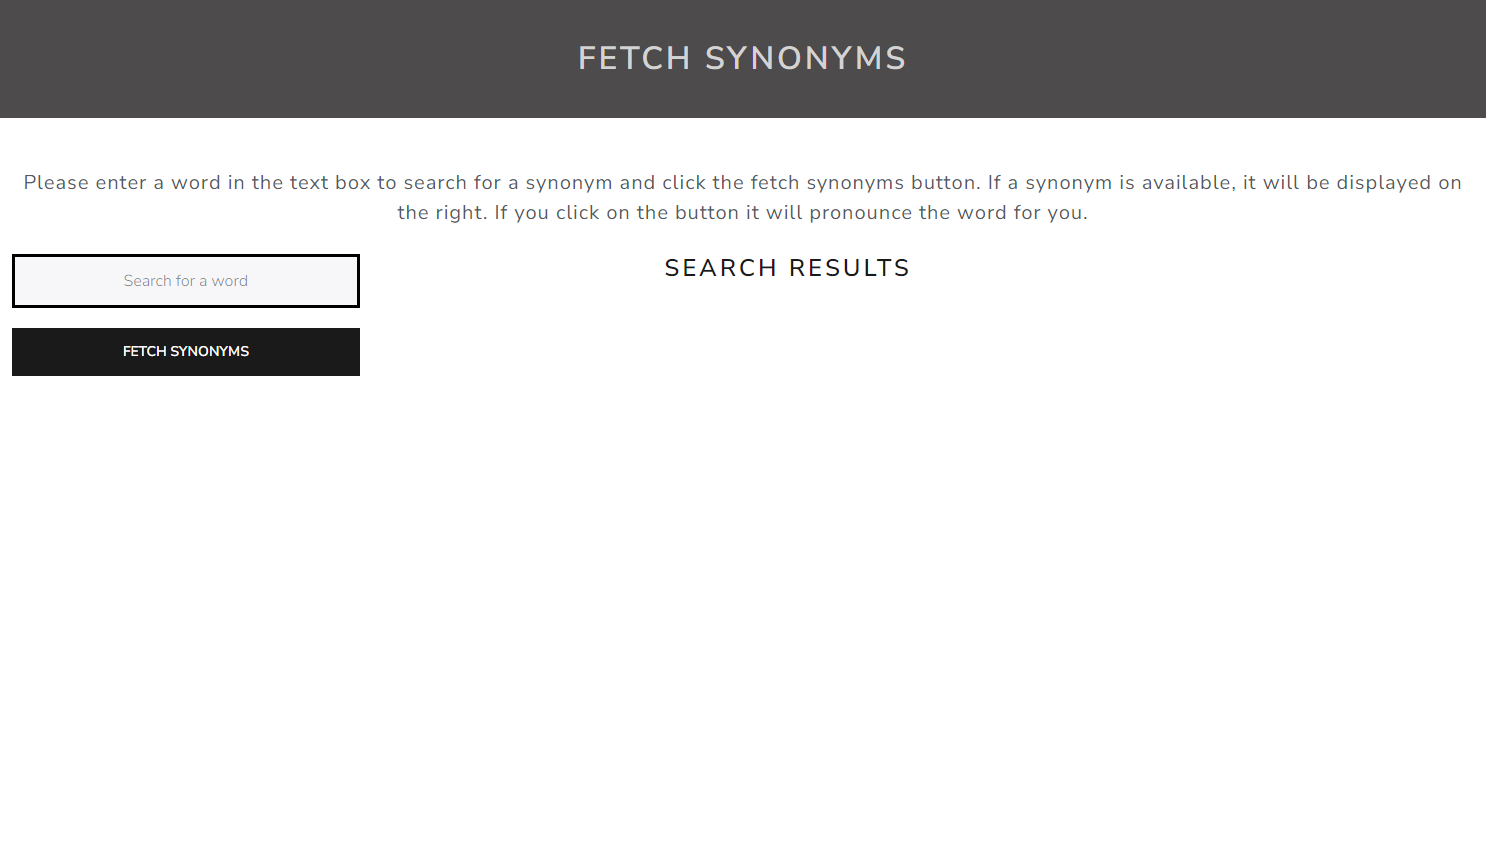 FETCH SYNONYMS
Please enter a word in the text box to search for a synonym and click the fetch synonyms button. If a synonym is available, it will be displayed on
the right. If you click on the button it will pronounce the word for you.
Search for a word
SEARCH RESULTS
FETCH SYNONYMS